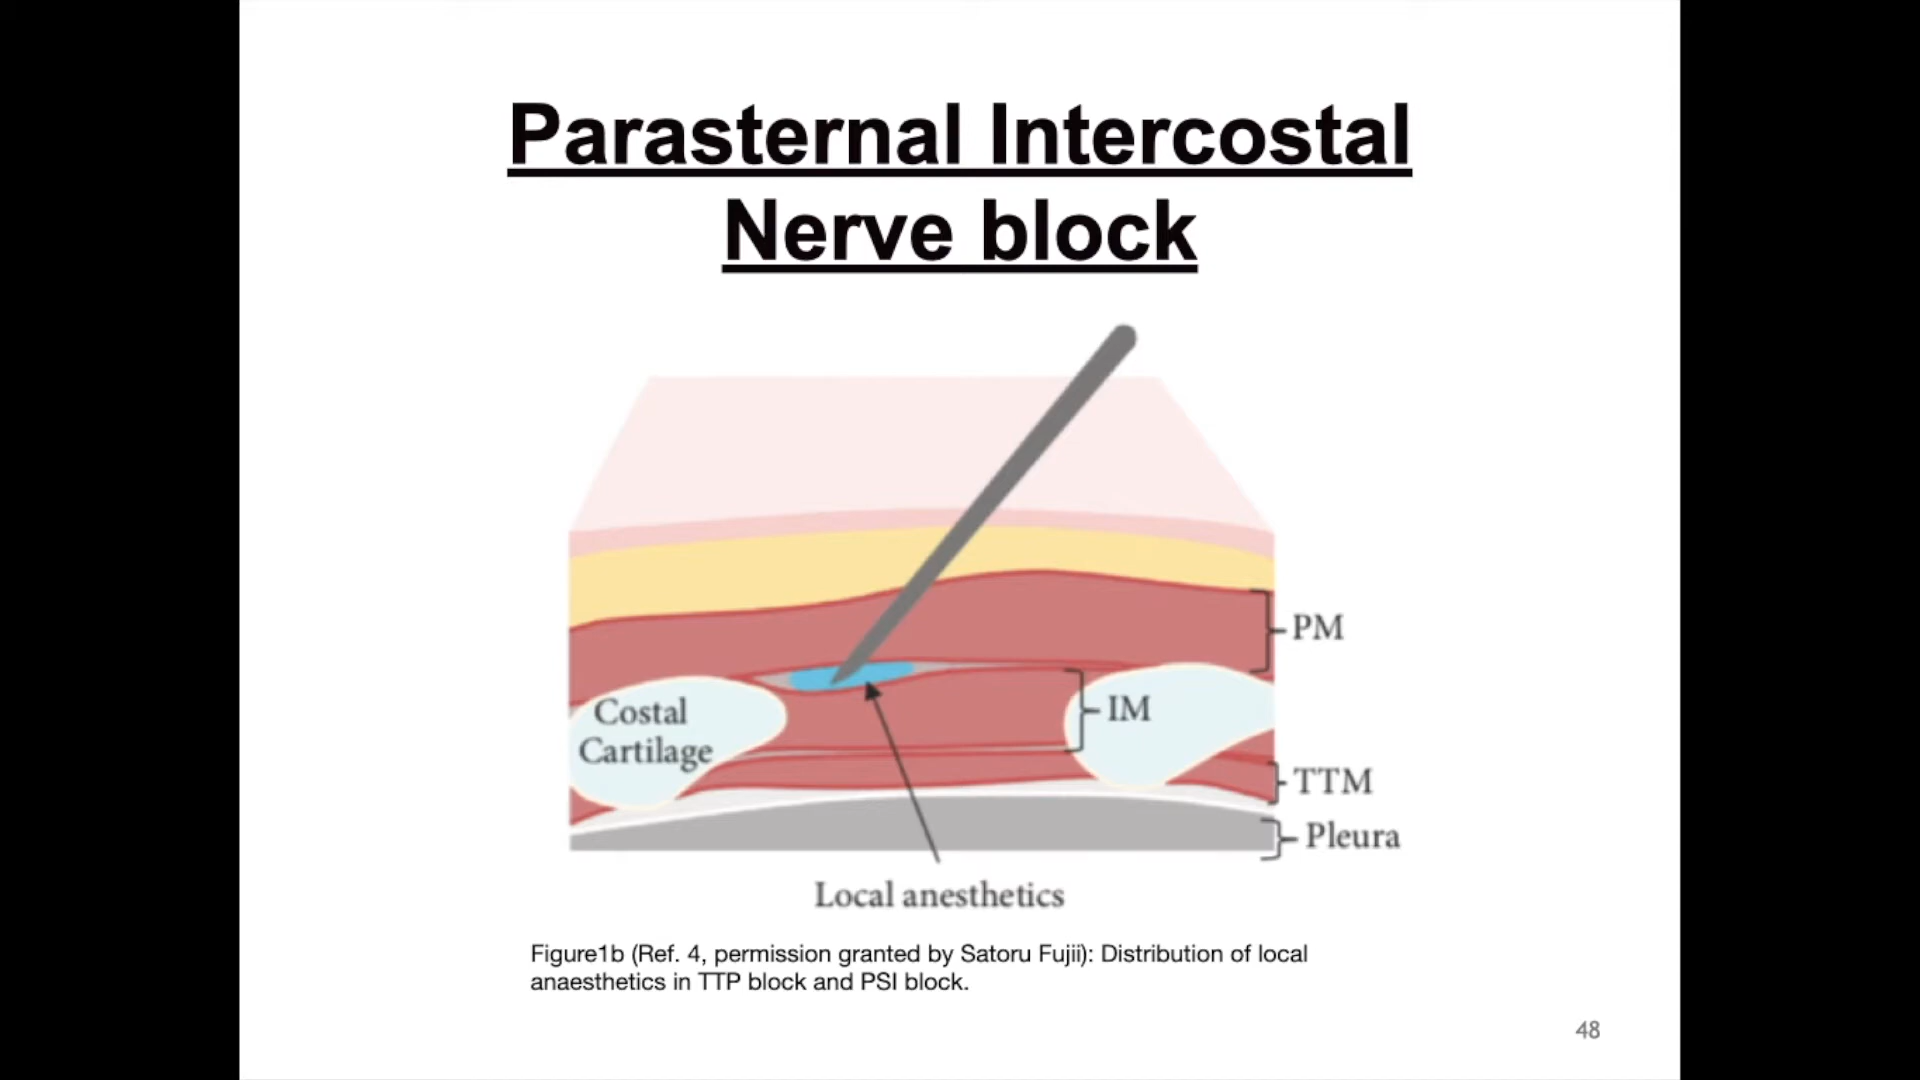 Parasternal Intercostal
Nerve block
PM
Costal
Cartilage
IM
TTM
Pleura
Local anesthetics
Figure1b (Ref. 4, permission granted by Satoru Fujii): Distribution of local
anaesthetics in TTP block and PSI block.
48